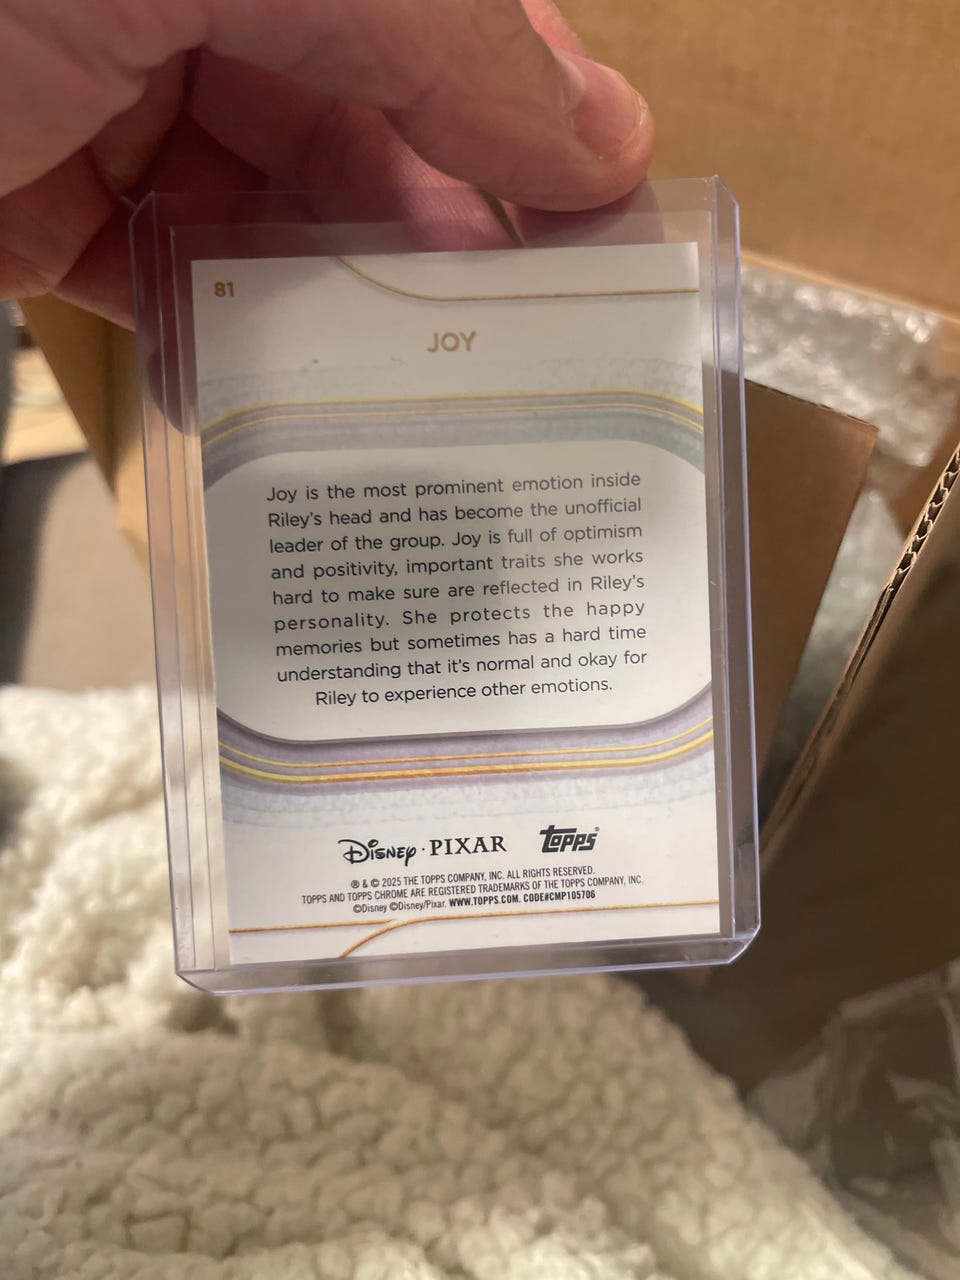 81
JOY
Joy is the most prominent emotion inside
Riley's head and has become the unofficial
leader of the group. Joy is full of optimism
and positivity, important traits she works
hard to make sure are reflected in Riley's
personality. She protects the happy
memories but sometimes has a hard time
understanding that it's normal and okay for
Riley to experience other emotions.
Disney · PIXAR Topps®
® & © 2025 THE TOPPS COMPANY, INC. ALL RIGHTS RESERVED.
TOPPS AND TOPPS CHROME ARE REGISTERED TRADEMARKS OF THE TOPPS COMPANY, INC.
©Disney ©Disney/Pixar. WWW.TOPPS.COM. CODE#CMP105706